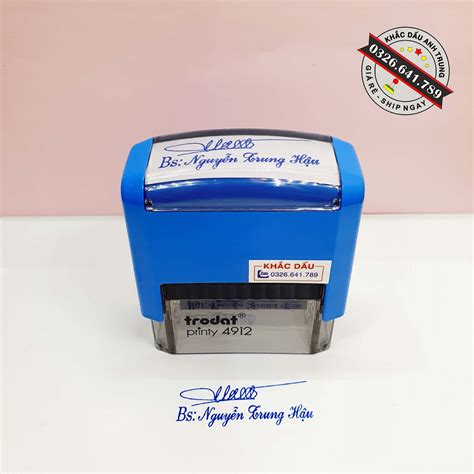 KHẮC DẤU ANH TRUNG
0326.641.789
GIÁ RẺ - SHIP NGAY
Bs: Nguyễn Trung Hậu
KHẮC DẤU
0326.641.789
trodat®
printy 4912
Bs: Nguyễn Trung Hậu